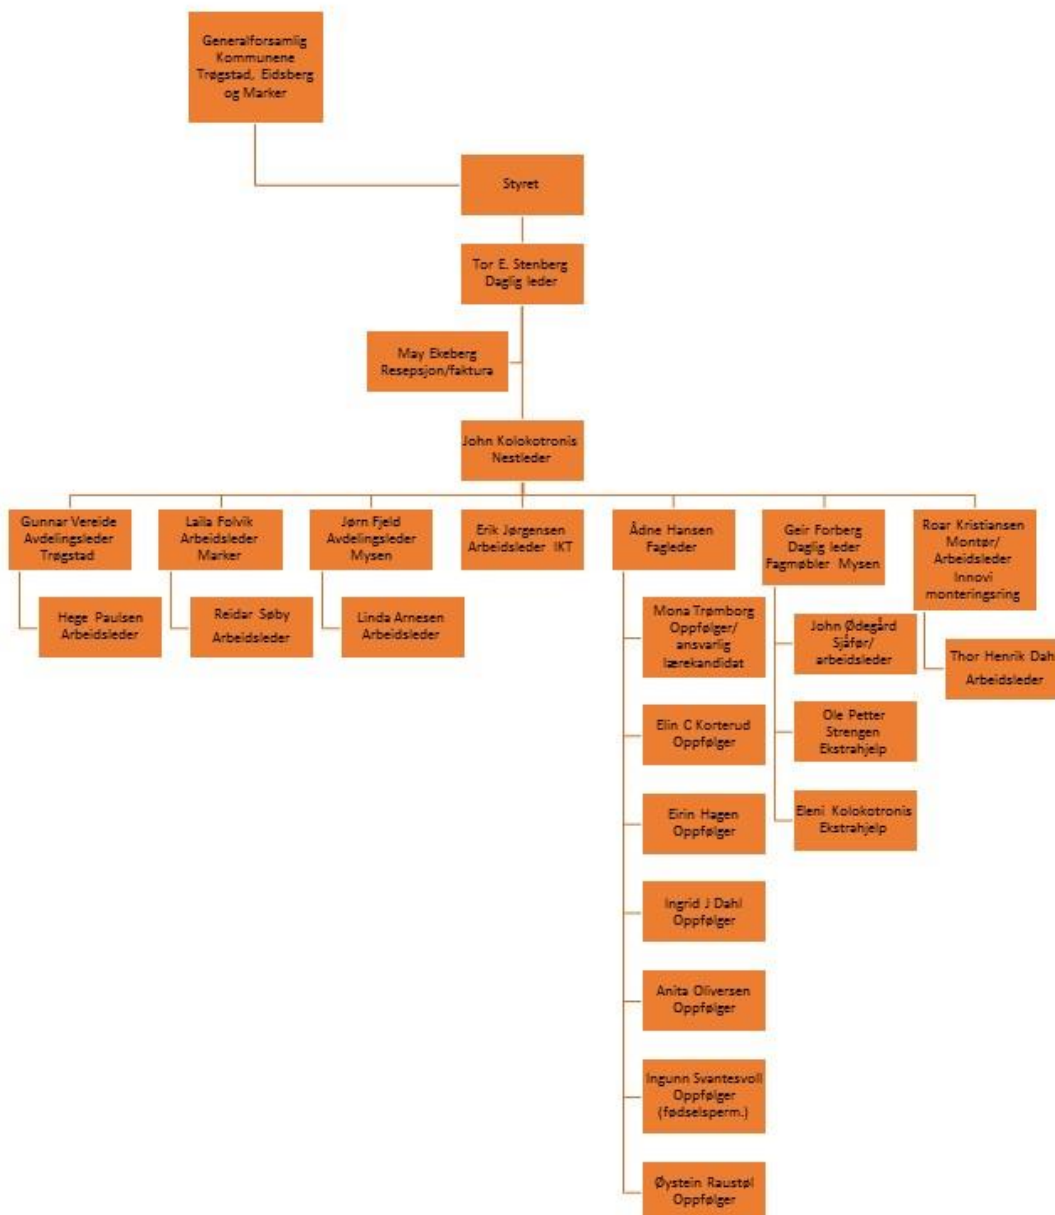 Generalforsamlig
Kommunene
Trøgstad, Eidsberg
og Marker
Styret
Tor E. Stenberg
Daglig leder
May Ekeberg
Resepsjon/faktura
John Kolokotronis
Nestleder
Gunnar Vereide
Avdelingsleder
Trøgstad
Laila Folvik
Arbeidsleder
Marker
Jørn Fjeld
Avdelingsleder
Mysen
Erik Jørgensen
Arbeidsleder IKT
Ådne Hansen
Fagleder
Geir Forberg
Daglig leder
Fagmøbler Mysen
Roar Kristiansen
Montør/
Arbeidsleder
Innovi
monteringsring
Hege Paulsen
Arbeidsleder
Reidar Søby
Arbeidsleder
Linda Arnesen
Arbeidsleder
Mona Trømborg
Oppfølger/
ansvarlig
lærekandidat
Elin C Korterud
Oppfølger
Eirin Hagen
Oppfølger
Ingrid J Dahl
Oppfølger
Anita Oliversen
Oppfølger
Ingunn Svantesvoll
Oppfølger
(fødselsperm.)
Øystein Raustøl
Oppfølger
John Ødegård
Sjåfør/
arbeidsleder
Ole Petter
Strengen
Ekstrahjelp
Eleni Kolokotronis
Ekstrahjelp
Thor Henrik Dahl
Arbeidsleder